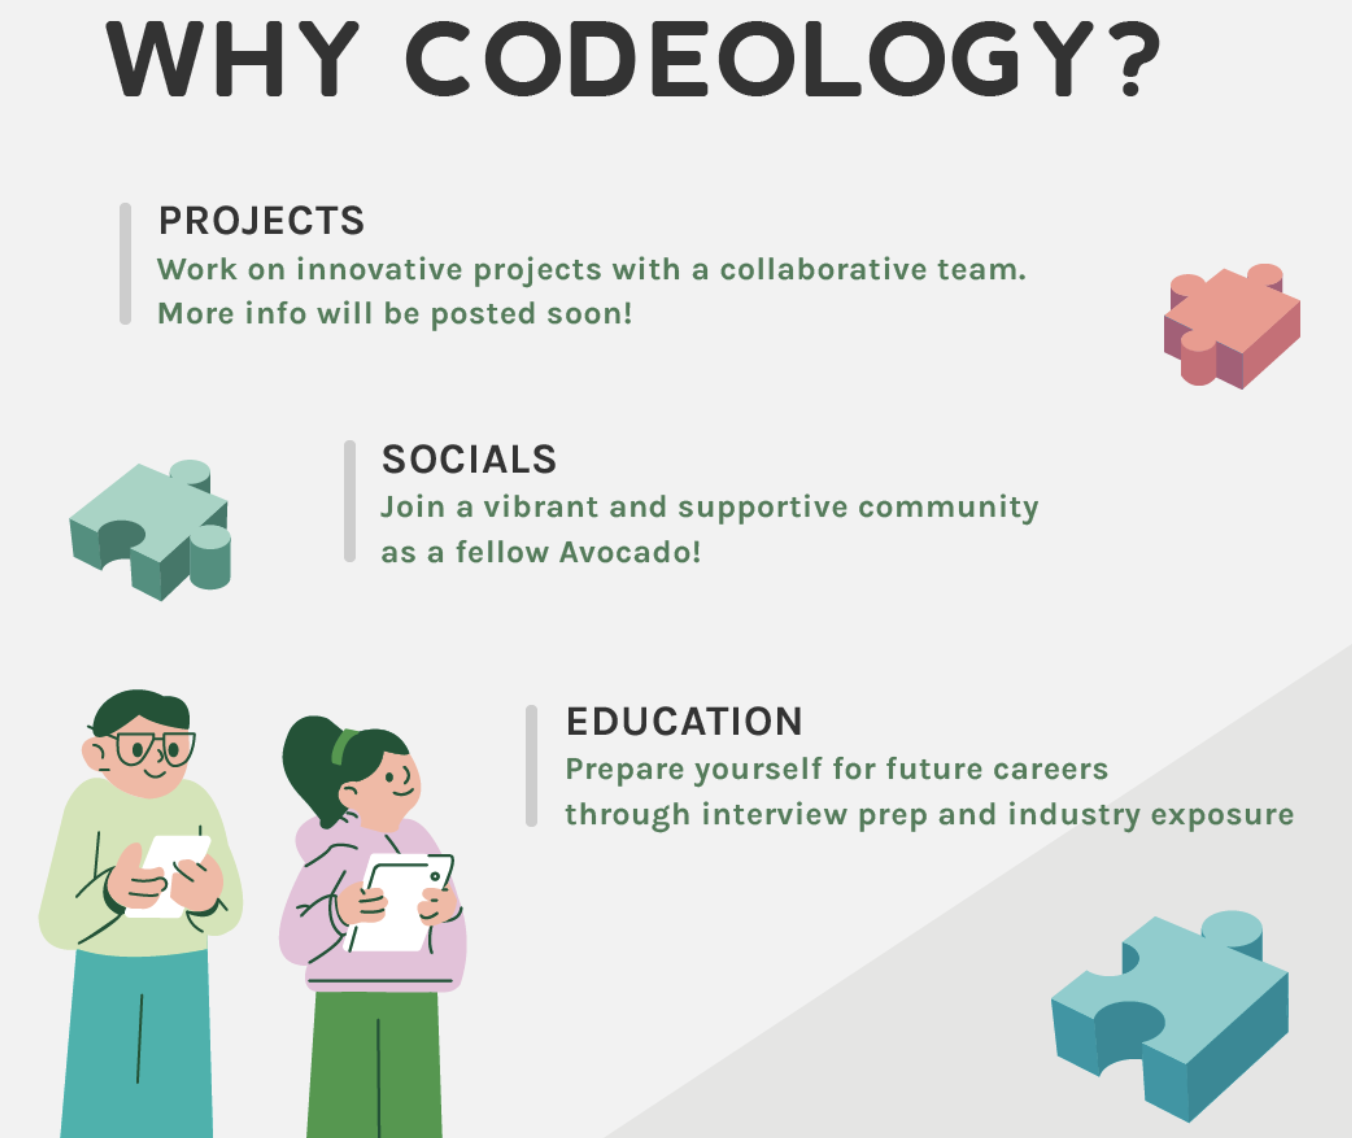 WHY CODEOLOGY?
PROJECTS
Work on innovative projects with a collaborative team.
More info will be posted soon!
SOCIALS
Join a vibrant and supportive community
as a fellow Avocado!
EDUCATION
Prepare yourself for future careers
through interview prep and industry exposure